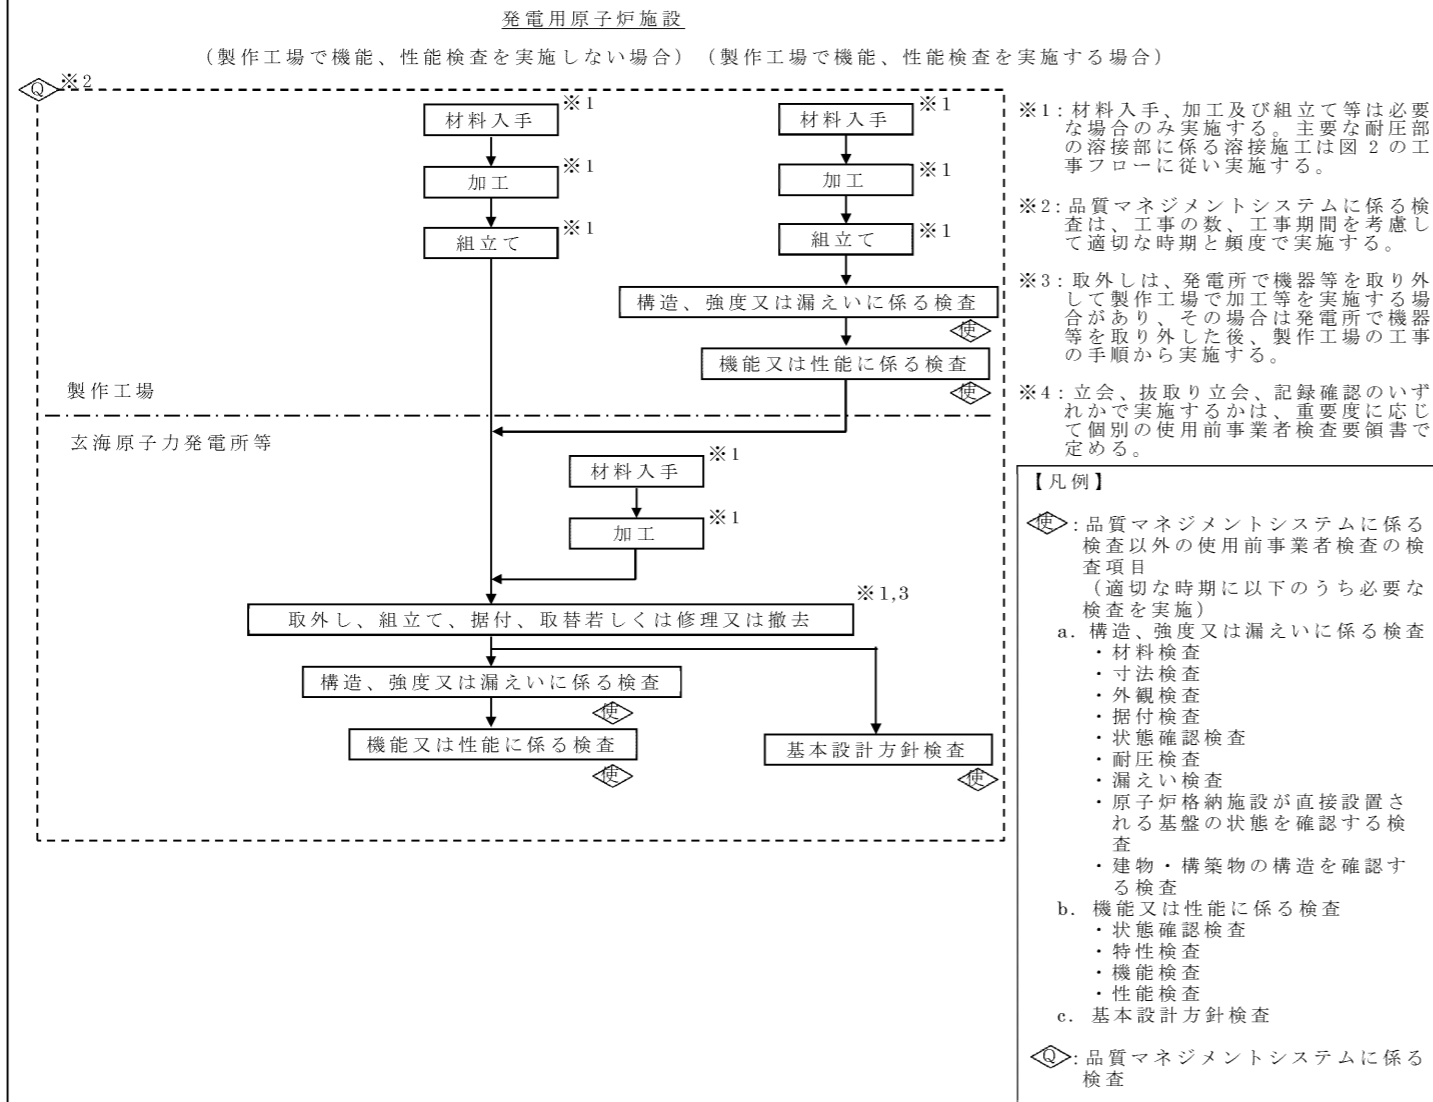 発電用原子炉施設
（製作工場で機能、性能検査を実施しない場合）（製作工場で機能、性能検査を実施する場合）
Q ※2
材料入手 ※1
加工 ※1
組立て ※1
材料入手 ※1
加工 ※1
組立て ※1
構造、強度又は漏えいに係る検査
使
機能又は性能に係る検査
使
製作工場
玄海原子力発電所等
材料入手 ※1
加工 ※1
※1,3
取外し、組立て、据付、取替若しくは修理又は撤去
構造、強度又は漏えいに係る検査
使
機能又は性能に係る検査
使
基本設計方針検査
使
※1：材料入手、加工及び組立て等は必要
な場合のみ実施する。主要な耐圧部
の溶接部に係る溶接施工は図2の工
事フローに従い実施する。
※2：品質マネジメントシステムに係る検
査は、工事の数、工事期間を考慮し
て適切な時期と頻度で実施する。
※3：取外しは、発電所で機器等を取り外
して製作工場で加工等を実施する場
合があり、その場合は発電所で機器
等を取り外した後、製作工場の工事
の手順から実施する。
※4：立会、抜取り立会、記録確認のいず
れかで実施するかは、重要度に応じ
て個別の使用前事業者検査要領書で
定める。
【凡例】
使：品質マネジメントシステムに係る
検査以外の使用前事業者検査の検
査項目
（適切な時期に以下のうち必要な
検査を実施）
a. 構造、強度又は漏えいに係る検査
・材料検査
・寸法検査
・外観検査
・据付検査
・状態確認検査
・耐圧検査
・漏えい検査
・原子炉格納施設が直接設置さ
れる基盤の状態を確認する検
査
・建物・構築物の構造を確認す
る検査
b. 機能又は性能に係る検査
・状態確認検査
・特性検査
・機能検査
・性能検査
c. 基本設計方針検査
Q：品質マネジメントシステムに係る
検査